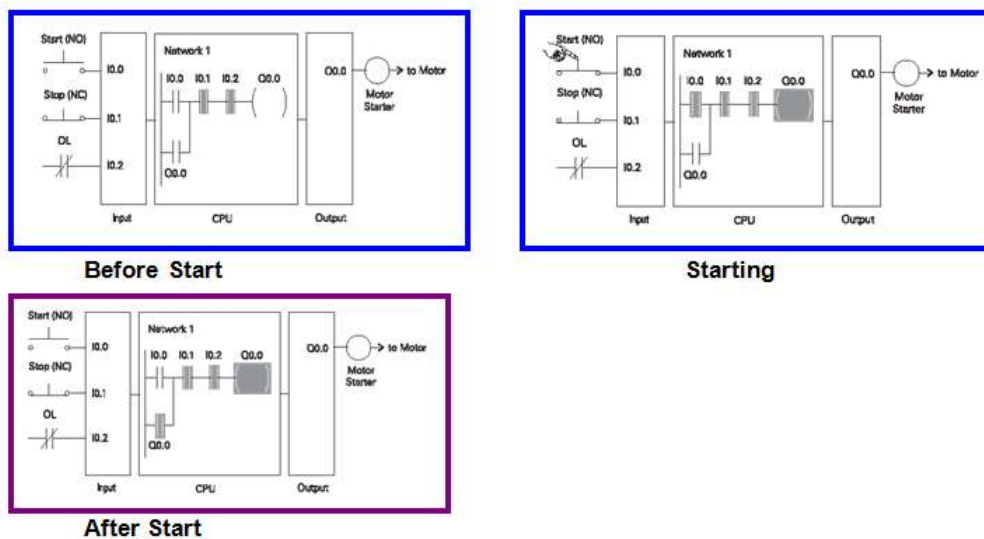 Start (NO)
Network 1
I0.0
I0.0 I0.1 I0.2 Q0.0
Q0.0
to Motor
Stop (NC)
Motor
Starter
I0.1
OL
I0.2
Q0.0
Input
CPU
Output
Before Start
Start (NO)
Network 1
I0.0
I0.0 I0.1 I0.2 Q0.0
Q0.0
to Motor
Stop (NC)
Motor
Starter
I0.1
OL
I0.2
Q0.0
Input
CPU
Output
Starting
Start (NO)
Network 1
I0.0
I0.0 I0.1 I0.2 Q0.0
Q0.0
to Motor
Stop (NC)
Motor
Starter
I0.1
OL
I0.2
Q0.0
Input
CPU
Output
After Start